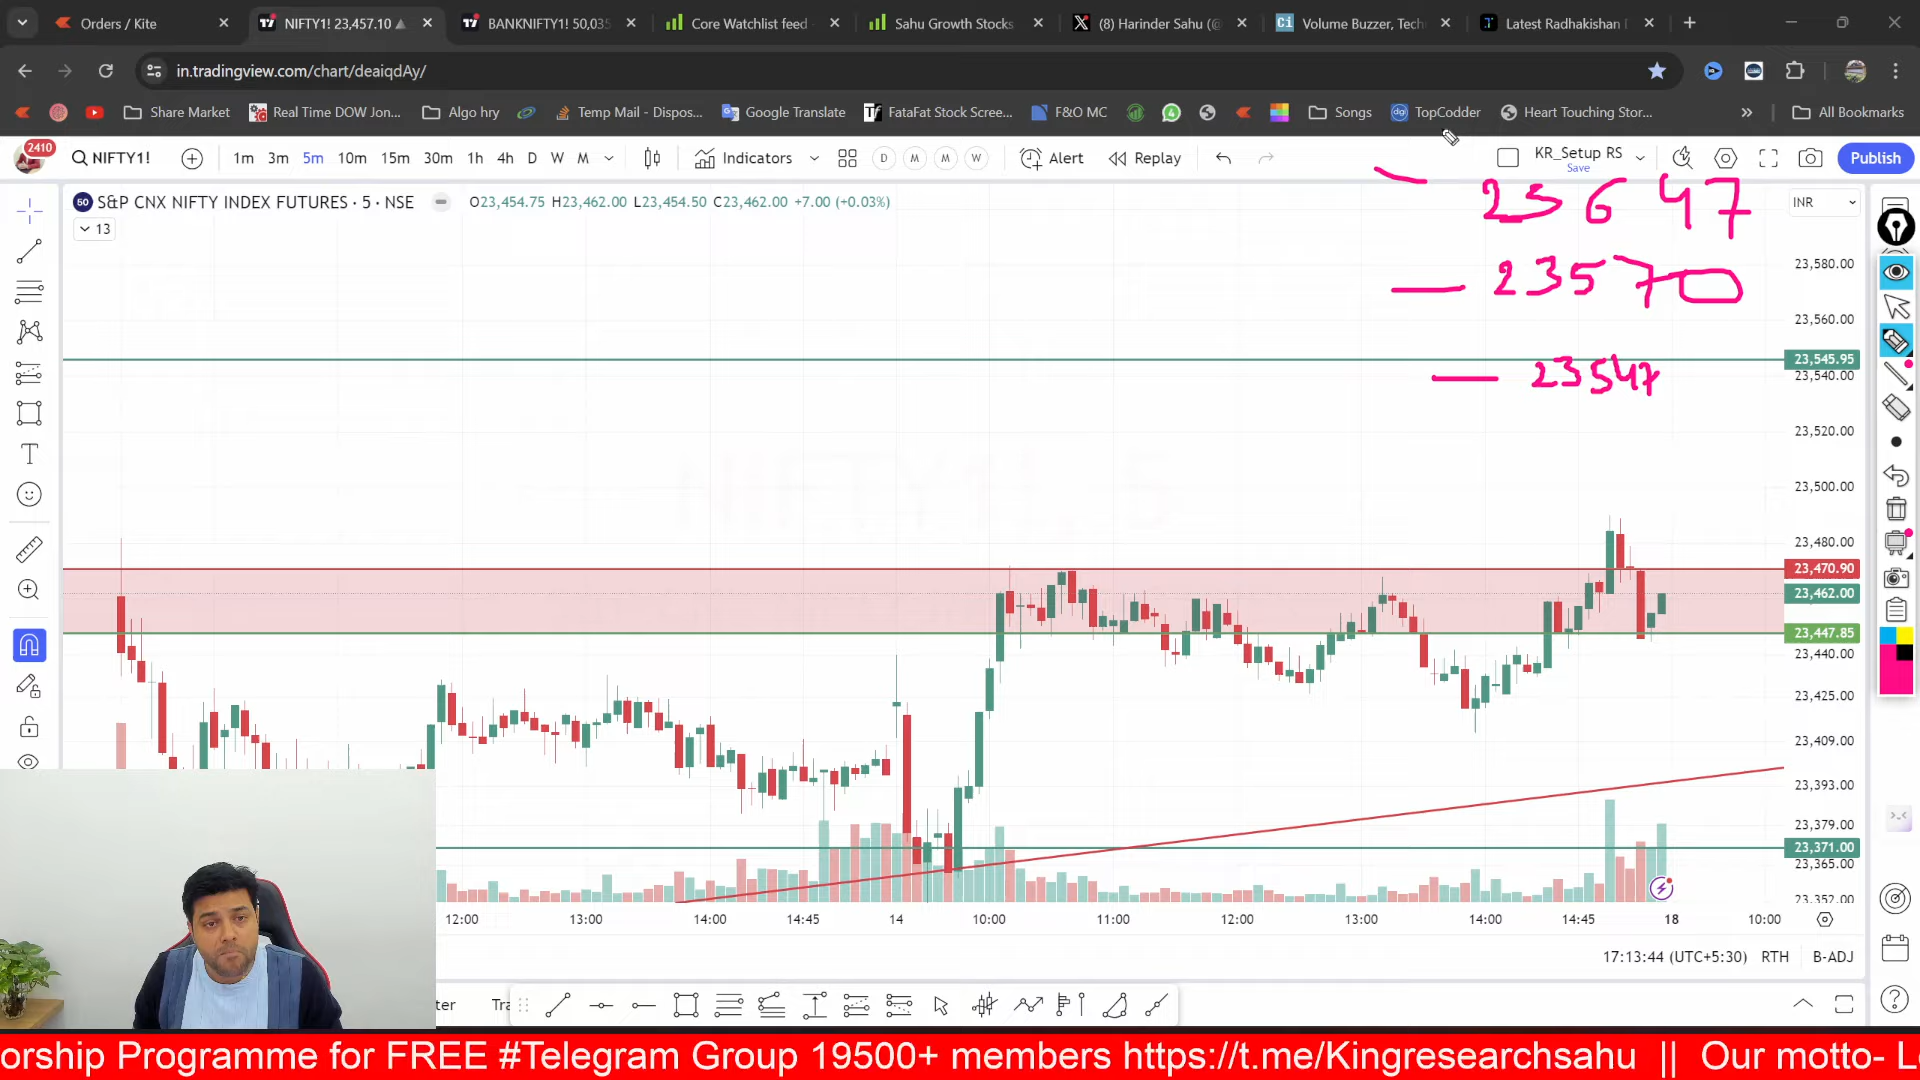 Orders / Kite
NIFTY1! 23,457.10
BANKNIFTY1! 50,035
Core Watchlist feed
Sahu Growth Stocks
(8) Harinder Sahu (@
Volume Buzzer, Tech
Latest Radhakishan
in.tradingview.com/chart/deaiqdAy/
Share Market
Real Time DOW Jon...
Algo hry
Temp Mail - Dispos...
Google Translate
FataFat Stock Scree...
F&O MC
Songs
TopCodder
Heart Touching Stor...
»
All Bookmarks
2410
NIFTY1!
1m 3m 5m 10m 15m 30m 1h 4h D W M
Indicators
D M M W
Alert
Replay
KR_Setup RS
Save
Publish
50 S&P CNX NIFTY INDEX FUTURES · 5 · NSE
O23,454.75 H23,462.00 L23,454.50 C23,462.00 +7.00 (+0.03%)
INR
13
23647
23570
23547
NIFTY1!, 5
23,580.00
23,560.00
23,545.95
23,540.00
23,520.00
23,500.00
23,480.00
23,470.90
23,462.00
23,447.85
23,440.00
23,425.00
23,409.00
23,393.00
23,379.00
23,371.00
23,365.00
23,352.00
12:00 13:00 14:00 14:45 14 10:00 11:00 12:00 13:00 14:00 14:45 18 10:00
17:13:44 (UTC+5:30) RTH B-ADJ
ter Tra
orship Programme for FREE #Telegram Group 19500+ members https://t.me/Kingresearchsahu || Our motto- L